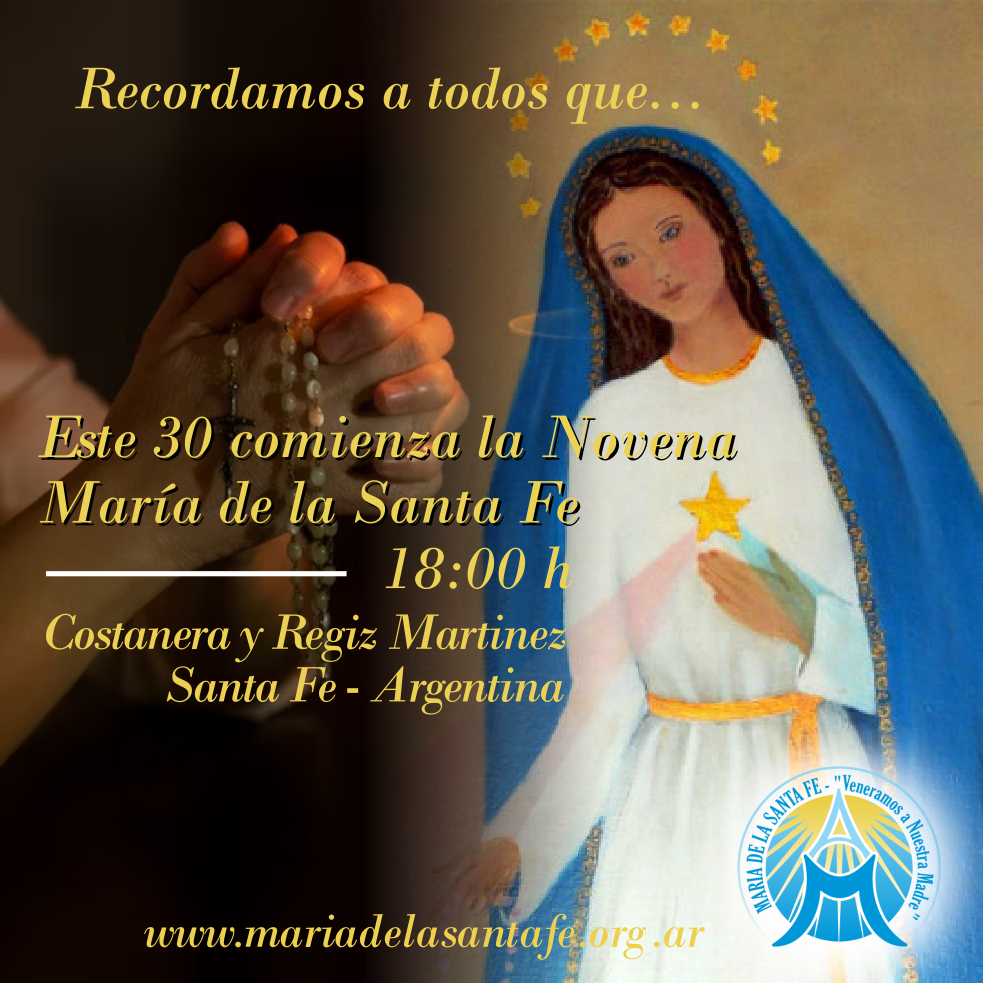 Recordamos a todos que...
Este 30 comienza la Novena
María de la Santa Fe
18:00 h
Costanera y Regiz Martinez
Santa Fe - Argentina
MARIA DE LA SANTA FE - "Veneramos a Nuestra Madre"
www.mariadelasantafe.org.ar